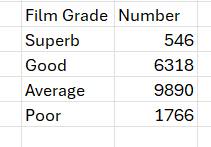 Film Grade Number
Superb 546
Good 6318
Average 9890
Poor 1766